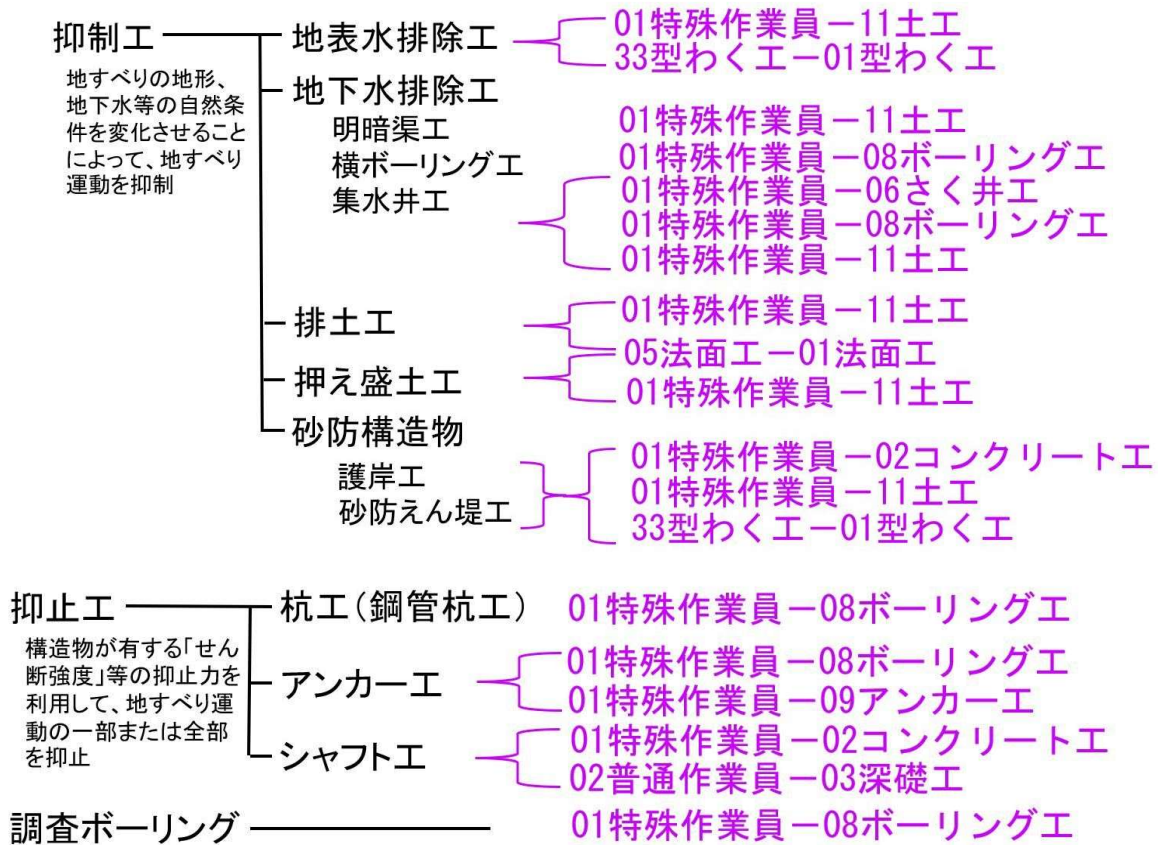 抑制工
地すべりの地形、
地下水等の自然条
件を変化させること
によって、地すべり
運動を抑制
地表水排除工
01特殊作業員－11土工
33型わく工－01型わく工
地下水排除工
明暗渠工
01特殊作業員－11土工
横ボーリング工
01特殊作業員－08ボーリング工
集水井工
01特殊作業員－06さく井工
01特殊作業員－08ボーリング工
01特殊作業員－11土工
排土工
01特殊作業員－11土工
05法面工－01法面工
押え盛土工
01特殊作業員－11土工
砂防構造物
護岸工
砂防えん堤工
01特殊作業員－02コンクリート工
01特殊作業員－11土工
33型わく工－01型わく工
抑止工
構造物が有する「せん
断強度」等の抑止力を
利用して、地すべり運
動の一部または全部
を抑止
杭工（鋼管杭工）
01特殊作業員－08ボーリング工
アンカー工
01特殊作業員－08ボーリング工
01特殊作業員－09アンカー工
シャフト工
01特殊作業員－02コンクリート工
02普通作業員－03深礎工
調査ボーリング
01特殊作業員－08ボーリング工